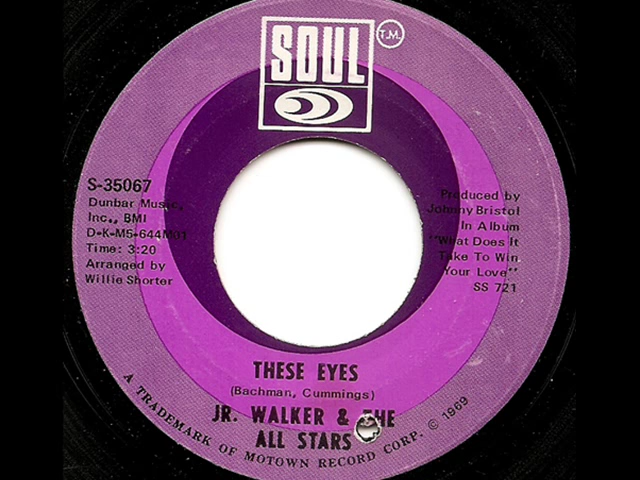 SOUL
T.M.
S-35067
Dunbar Music,
Inc., BMI
D-K-M5-644M01
Time: 3:20
Arranged by
Willie Shorter
Produced by
Johnny Bristol
In Album
"What Does It
Take To Win
Your Love"
SS 721
THESE EYES
(Bachman, Cummings)
JR. WALKER & THE
ALL STARS
A TRADEMARK OF MOTOWN RECORD CORP. © 1969